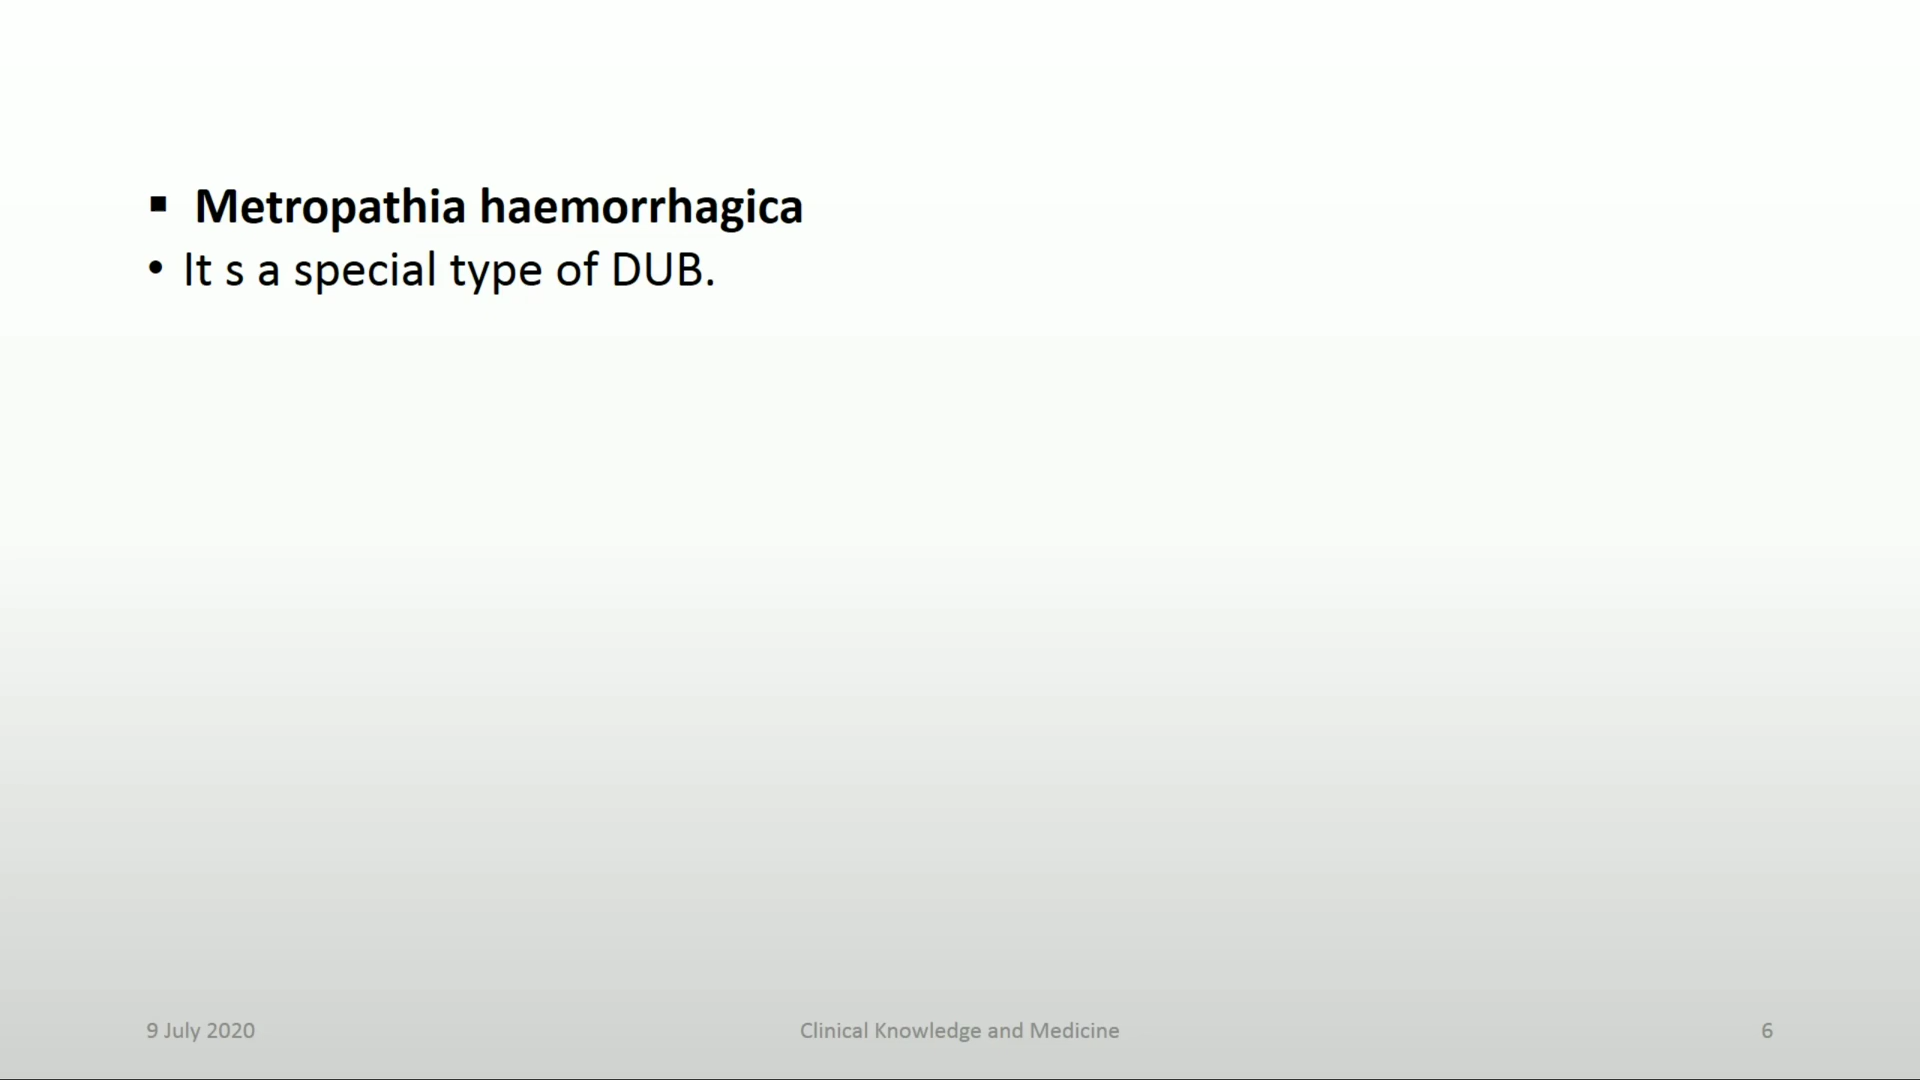 ▪ Metropathia haemorrhagica
• It s a special type of DUB.
9 July 2020
Clinical Knowledge and Medicine
6